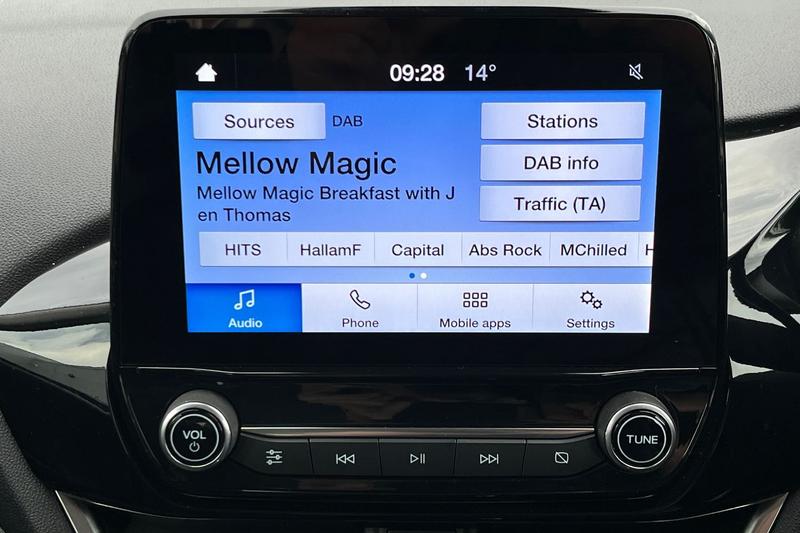 09:28 14°
Sources DAB
Stations
Mellow Magic
DAB info
Mellow Magic Breakfast with J
en Thomas
Traffic (TA)
HITS HallamF Capital Abs Rock MChilled H
Audio Phone Mobile apps Settings
VOL
TUNE